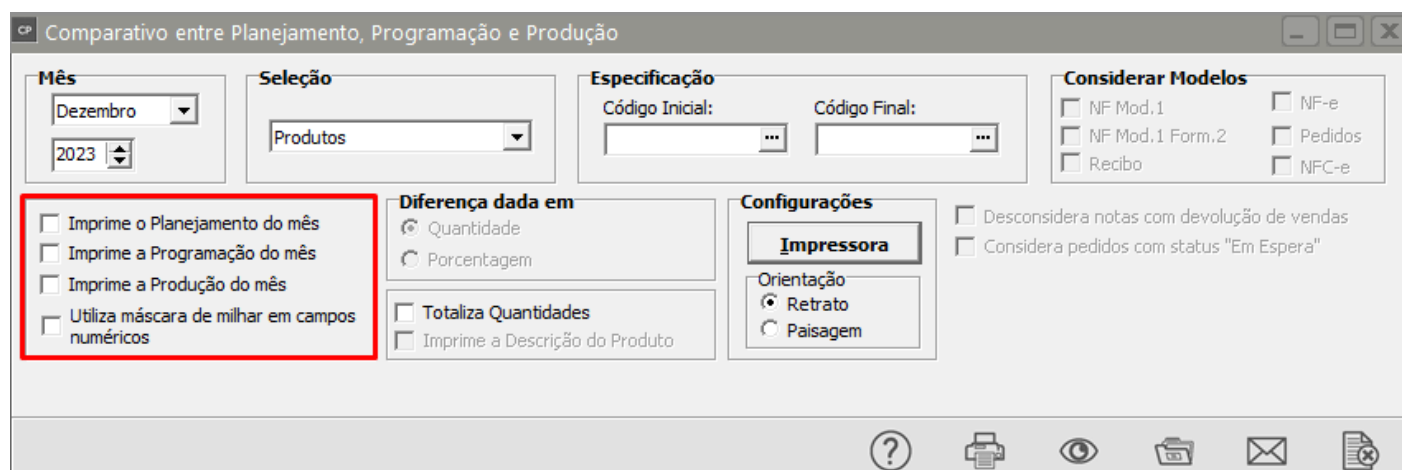 CP Comparativo entre Planejamento, Programação e Produção
Mês
Dezembro
2023
Seleção
Produtos
Especificação
Código Inicial:
Código Final:
...
...
Considerar Modelos
NF Mod.1
NF-e
NF Mod.1 Form.2
Pedidos
Recibo
NFC-e
Imprime o Planejamento do mês
Imprime a Programação do mês
Imprime a Produção do mês
Utiliza máscara de milhar em campos
numéricos
Diferença dada em
Quantidade
Porcentagem
Totaliza Quantidades
Imprime a Descrição do Produto
Configurações
Impressora
Orientação
Retrato
Paisagem
Desconsidera notas com devolução de vendas
Considera pedidos com status "Em Espera"